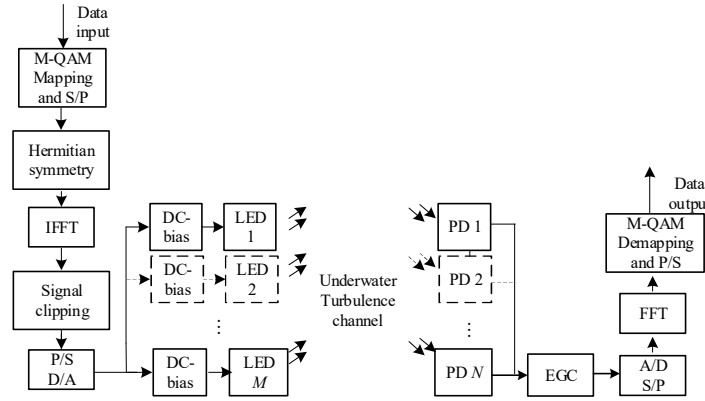 Data
input
M-QAM
Mapping
and S/P
Hermitian
symmetry
IFFT
Signal
clipping
P/S
D/A
DC-
bias
LED
1
DC-
bias
LED
2
⋮
DC-
bias
LED
M
Underwater
Turbulence
channel
PD 1
PD 2
⋮
PD N
EGC
A/D
S/P
FFT
M-QAM
Demapping
and P/S
Data
output